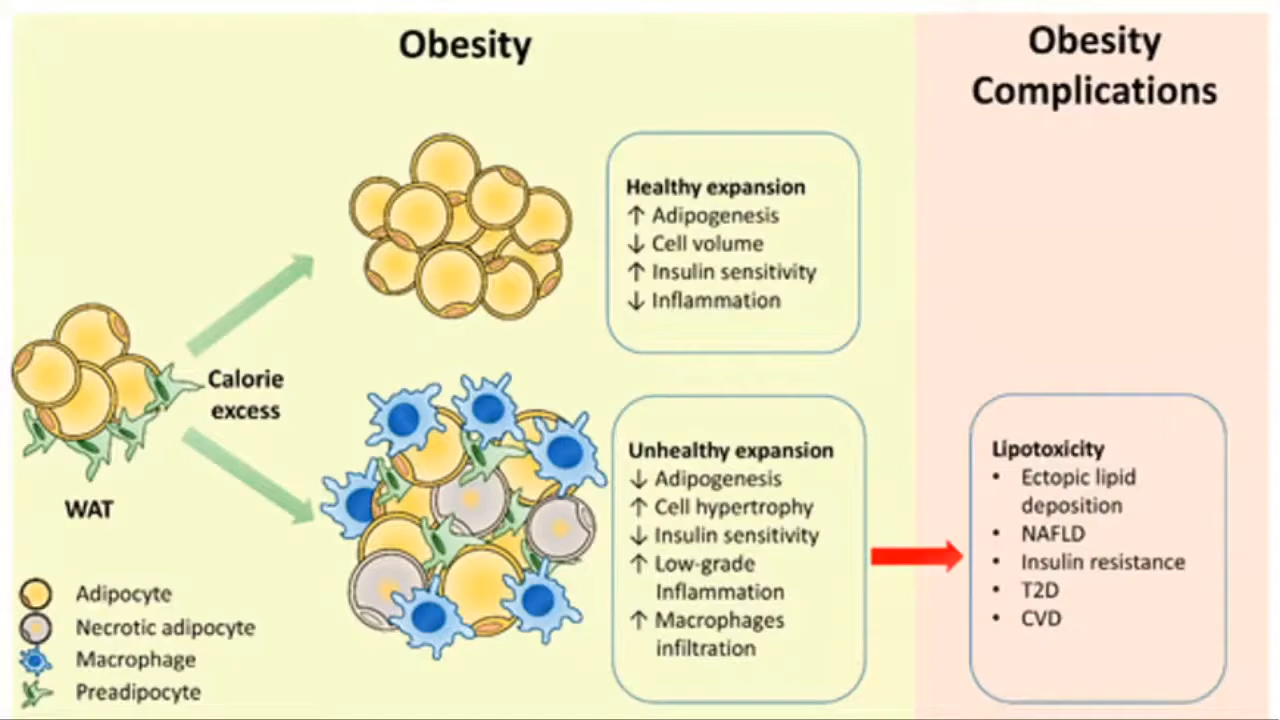 Obesity
Obesity
Complications
Healthy expansion
↑ Adipogenesis
↓ Cell volume
↑ Insulin sensitivity
↓ Inflammation
Calorie
excess
WAT
Unhealthy expansion
↓ Adipogenesis
↑ Cell hypertrophy
↓ Insulin sensitivity
↑ Low-grade
Inflammation
↑ Macrophages
infiltration
Lipotoxicity
• Ectopic lipid
deposition
• NAFLD
• Insulin resistance
• T2D
• CVD
Adipocyte
Necrotic adipocyte
Macrophage
Preadipocyte